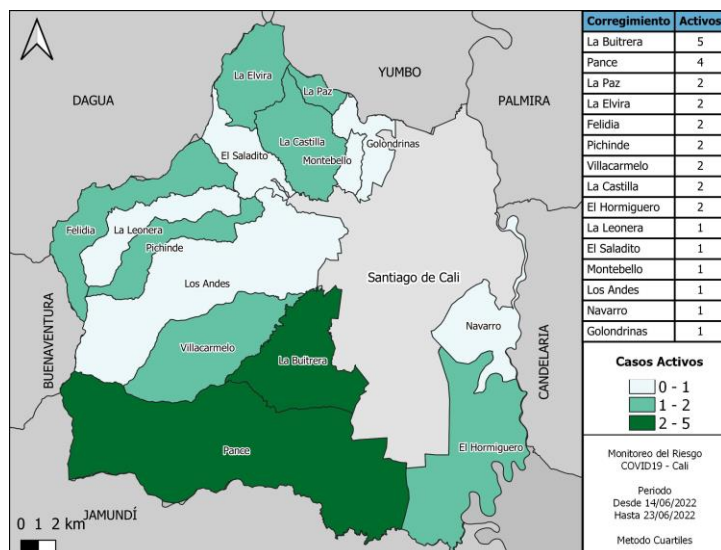 DAGUA
YUMBO
PALMIRA
La Elvira
La Paz
La Castilla
Golondrinas
El Saladito
Montebello
Felidia
La Leonera
Pichinde
Los Andes
Santiago de Cali
BUENAVENTURA
Villacarmelo
La Buitrera
Navarro
CANDELARIA
Pance
El Hormiguero
JAMUNDÍ
0 1 2 km
Corregimiento Activos
La Buitrera 5
Pance 4
La Paz 2
La Elvira 2
Felidia 2
Pichinde 2
Villacarmelo 2
La Castilla 2
El Hormiguero 2
La Leonera 1
El Saladito 1
Montebello 1
Los Andes 1
Navarro 1
Golondrinas 1
Casos Activos
0 - 1
1 - 2
2 - 5
Monitoreo del Riesgo
COVID19 - Cali
Periodo
Desde 14/06/2022
Hasta 23/06/2022
Metodo Cuartiles